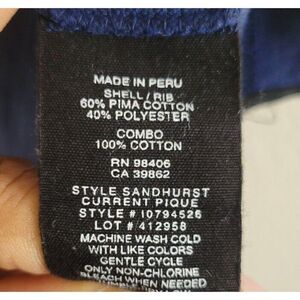 MADE IN PERU
SHELL / RIB
60% PIMA COTTON
40% POLYESTER
COMBO
100% COTTON
RN 98406
CA 39862
STYLE SANDHURST
CURRENT PIQUE
STYLE # 10794526
LOT # 412958
MACHINE WASH COLD
WITH LIKE COLORS
GENTLE CYCLE
ONLY NON-CHLORINE
BLEACH WHEN NEEDED